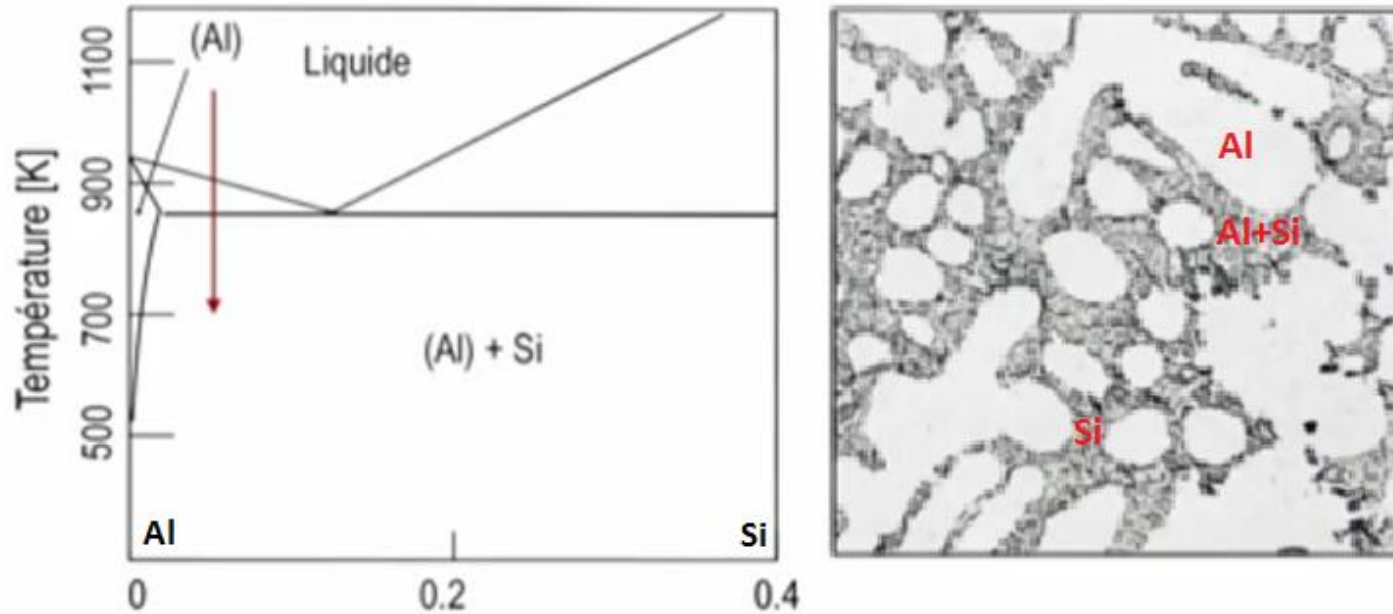 Température [K]
1100
900
700
500
(Al)
Liquide
(Al) + Si
Al
Si
0
0.2
0.4
Al
Al+Si
Si